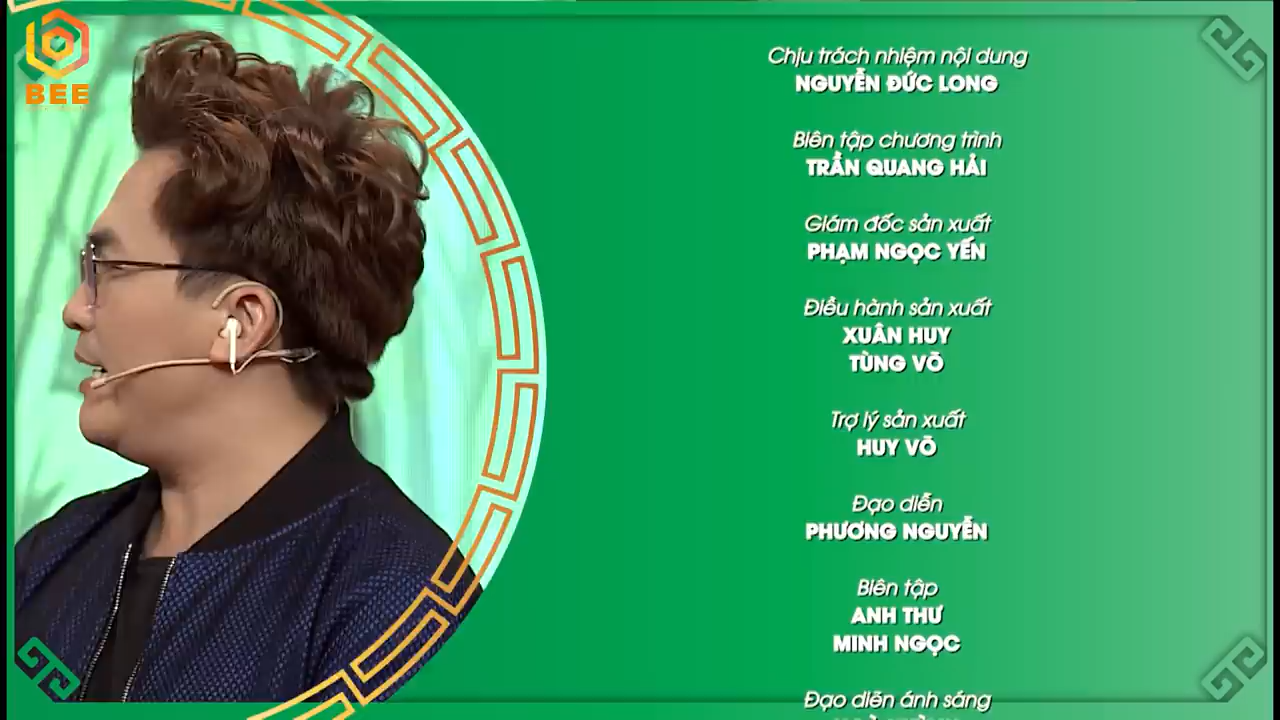 BEE
Chịu trách nhiệm nội dung
NGUYỄN ĐỨC LONG
Biên tập chương trình
TRẦN QUANG HẢI
Giám đốc sản xuất
PHẠM NGỌC YẾN
Điều hành sản xuất
XUÂN HUY
TÙNG VÕ
Trợ lý sản xuất
HUY VÕ
Đạo diễn
PHƯƠNG NGUYỄN
Biên tập
ANH THƯ
MINH NGỌC
Đạo diễn ánh sáng